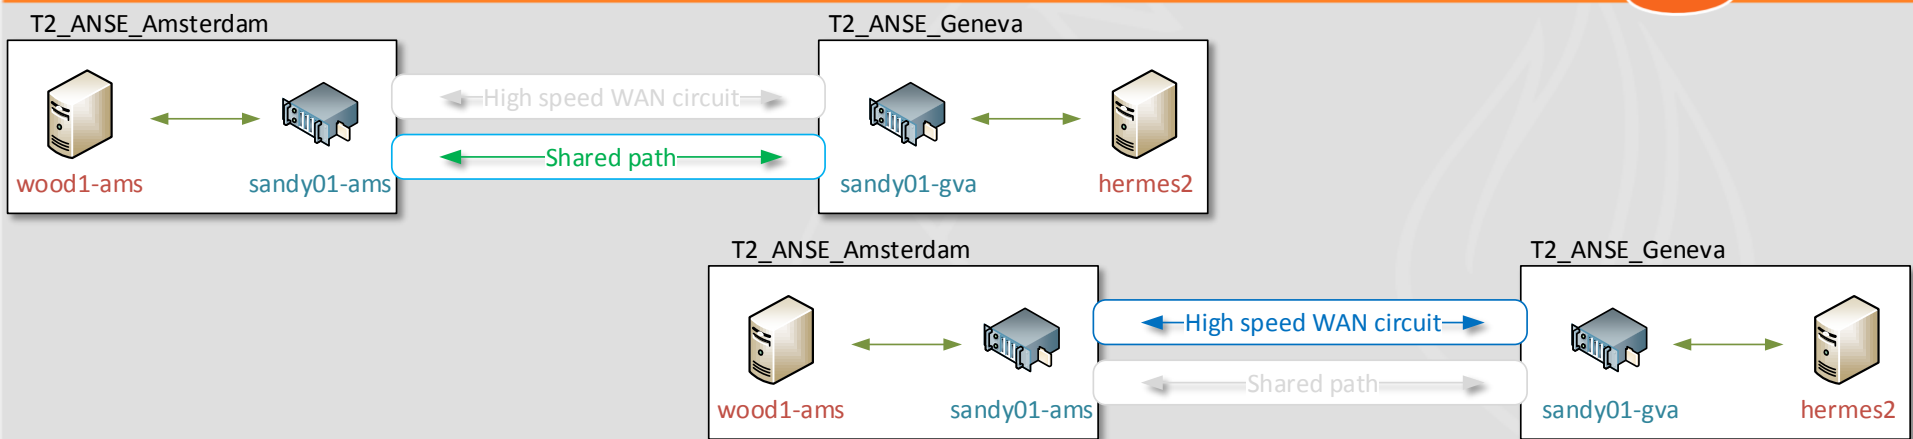 T2_ANSE_Amsterdam
T2_ANSE_Geneva
High speed WAN circuit
Shared path
wood1-ams
sandy01-ams
sandy01-gva
hermes2
T2_ANSE_Amsterdam
T2_ANSE_Geneva
High speed WAN circuit
Shared path
wood1-ams
sandy01-ams
sandy01-gva
hermes2